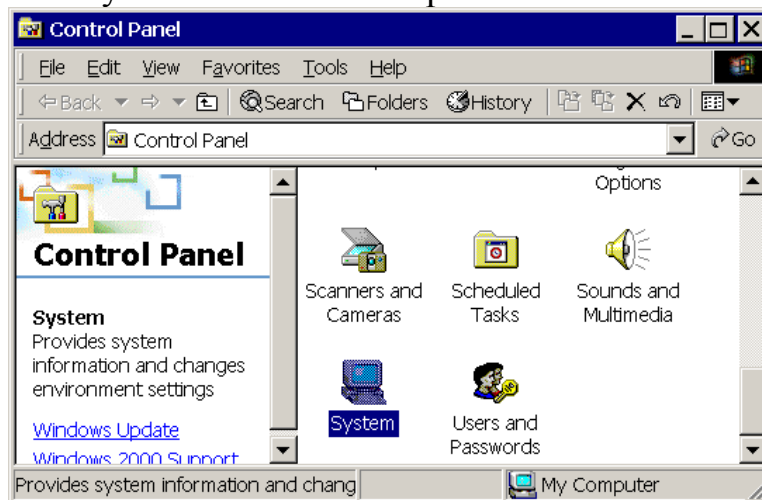 Control Panel
File Edit View Favorites Tools Help
Back Search Folders History
Address Control Panel Go
Options
Control Panel
Scanners and Cameras
Scheduled Tasks
Sounds and Multimedia
System
Provides system
information and changes
environment settings
Windows Update
Windows 2000 Support
System
Users and Passwords
Provides system information and chang
My Computer